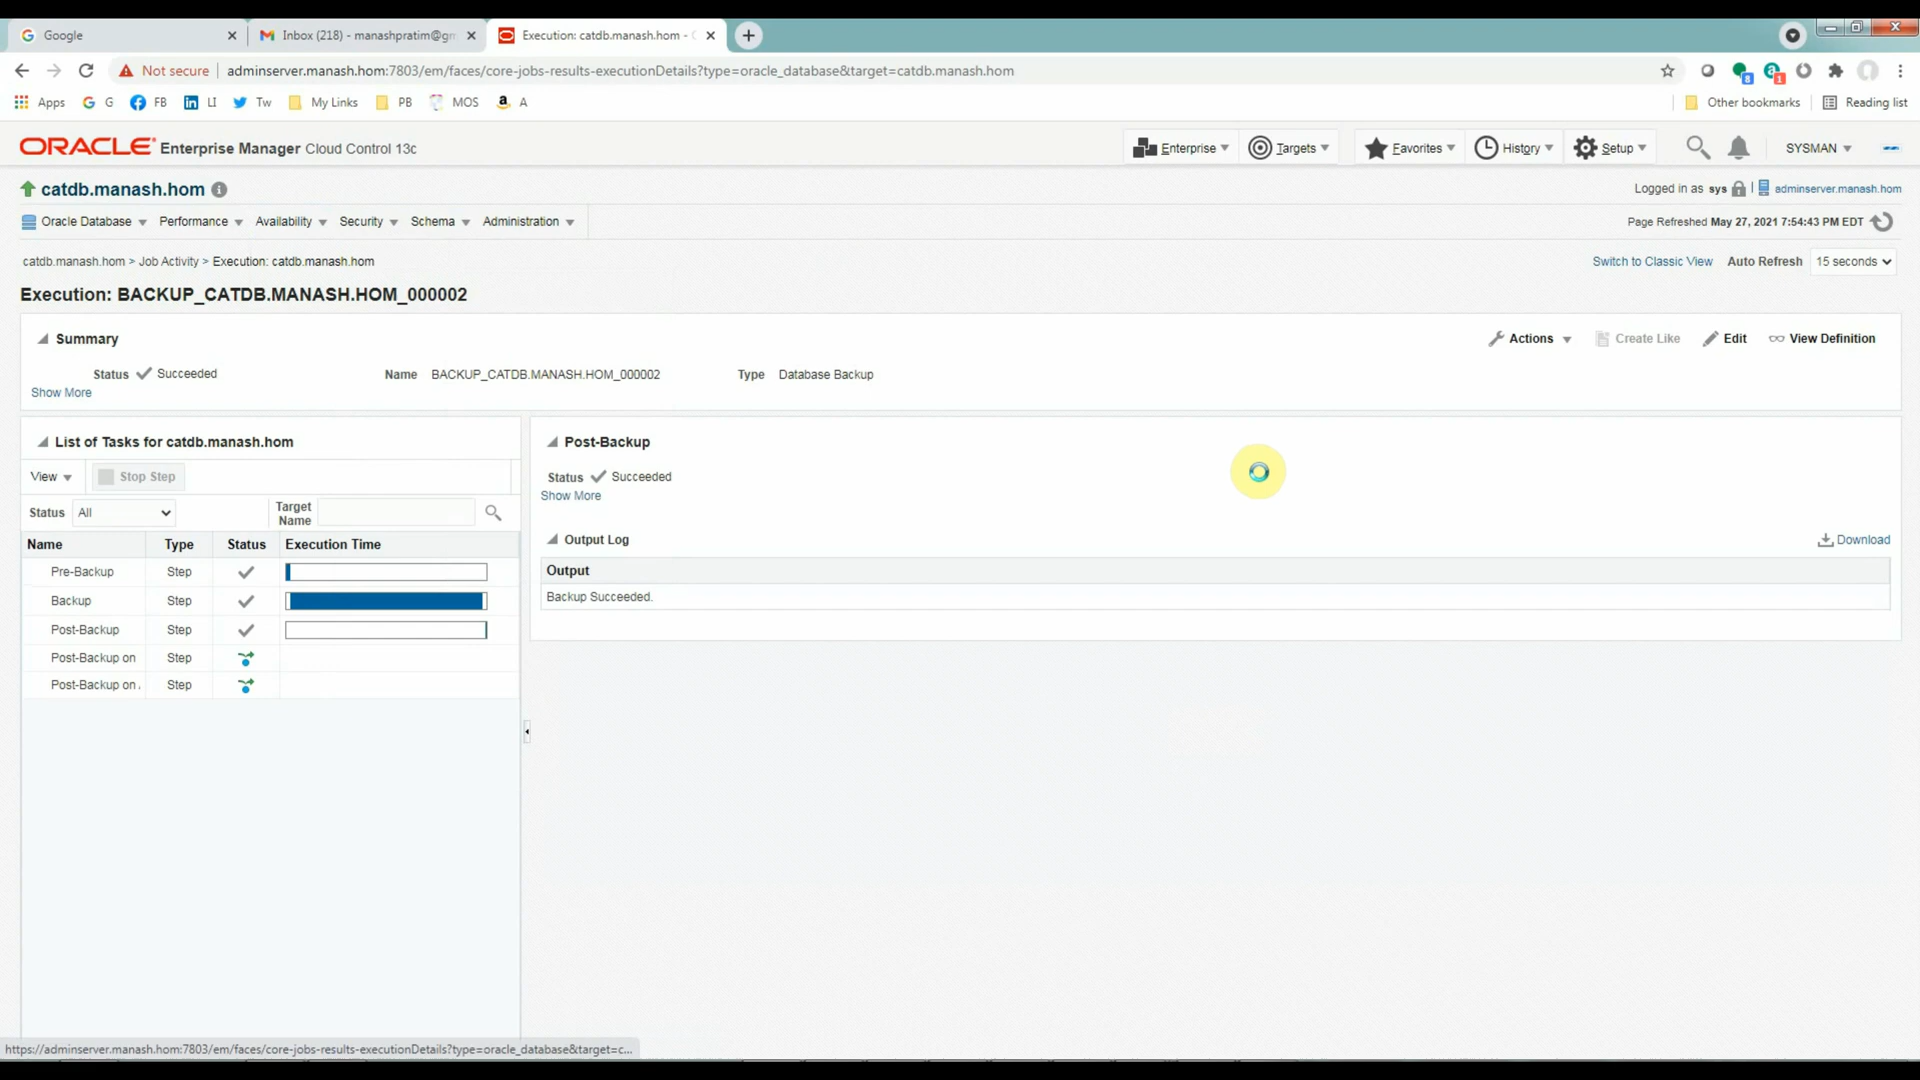 Google
Inbox (218) - manashpratim@gm
Execution: catdb.manash.hom -
Not secure adminserver.manash.hom:7803/em/faces/core-jobs-results-executionDetails?type=oracle_database&target=catdb.manash.hom
8
1
Apps G FB LI Tw My Links PB MOS A Other bookmarks Reading list
ORACLE Enterprise Manager Cloud Control 13c Enterprise Targets Favorites History Setup SYSMAN
catdb.manash.hom Logged in as sys adminserver.manash.hom
Oracle Database Performance Availability Security Schema Administration Page Refreshed May 27, 2021 7:54:43 PM EDT
catdb.manash.hom > Job Activity > Execution: catdb.manash.hom Switch to Classic View Auto Refresh 15 seconds
Execution: BACKUP_CATDB.MANASH.HOM_000002
Summary Actions Create Like Edit View Definition
Status Succeeded Name BACKUP_CATDB.MANASH.HOM_000002 Type Database Backup
Show More
List of Tasks for catdb.manash.hom
View Stop Step
Status All Target Name
Name Type Status Execution Time
Pre-Backup Step
Backup Step
Post-Backup Step
Post-Backup on Step
Post-Backup on Step
Post-Backup
Status Succeeded
Show More
Output Log Download
Output
Backup Succeeded.
https://adminserver.manash.hom:7803/em/faces/core-jobs-results-executionDetails?type=oracle_database&target=c...